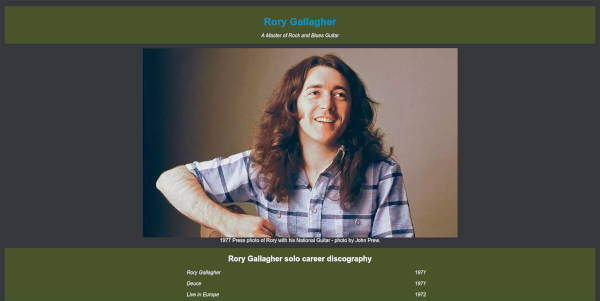 Rory Gallagher
A Master of Rock and Blues Guitar
1977 Press photo of Rory with his National Guitar - photo by John Prew.
Rory Gallagher solo career discography
Rory Gallagher 1971
Deuce 1971
Live in Europe 1972